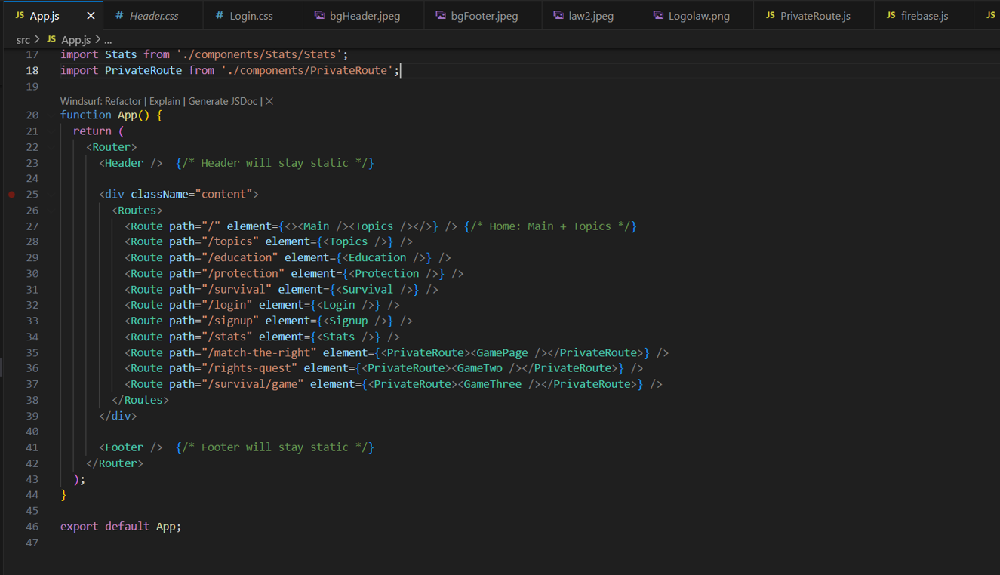 JS App.js × # Header.css # Login.css bgHeader.jpeg bgFooter.jpeg law2.jpeg Logolaw.png JS PrivateRoute.js JS firebase.js JS
src > JS App.js > ...
17 import Stats from './components/Stats/Stats';
18 import PrivateRoute from './components/PrivateRoute';
19
Windsurf: Refactor | Explain | Generate JSDoc | ×
20 function App() {
21 return (
22 <Router>
23 <Header /> {/* Header will stay static */}
24
25 <div className="content">
26 <Routes>
27 <Route path="/" element={<><Main /><Topics /></>} /> {/* Home: Main + Topics */}
28 <Route path="/topics" element={<Topics />} />
29 <Route path="/education" element={<Education />} />
30 <Route path="/protection" element={<Protection />} />
31 <Route path="/survival" element={<Survival />} />
32 <Route path="/login" element={<Login />} />
33 <Route path="/signup" element={<Signup />} />
34 <Route path="/stats" element={<Stats />} />
35 <Route path="/match-the-right" element={<PrivateRoute><GamePage /></PrivateRoute>} />
36 <Route path="/rights-quest" element={<PrivateRoute><GameTwo /></PrivateRoute>} />
37 <Route path="/survival/game" element={<PrivateRoute><GameThree /></PrivateRoute>} />
38 </Routes>
39 </div>
40
41 <Footer /> {/* Footer will stay static */}
42 </Router>
43 );
44 }
45
46 export default App;
47